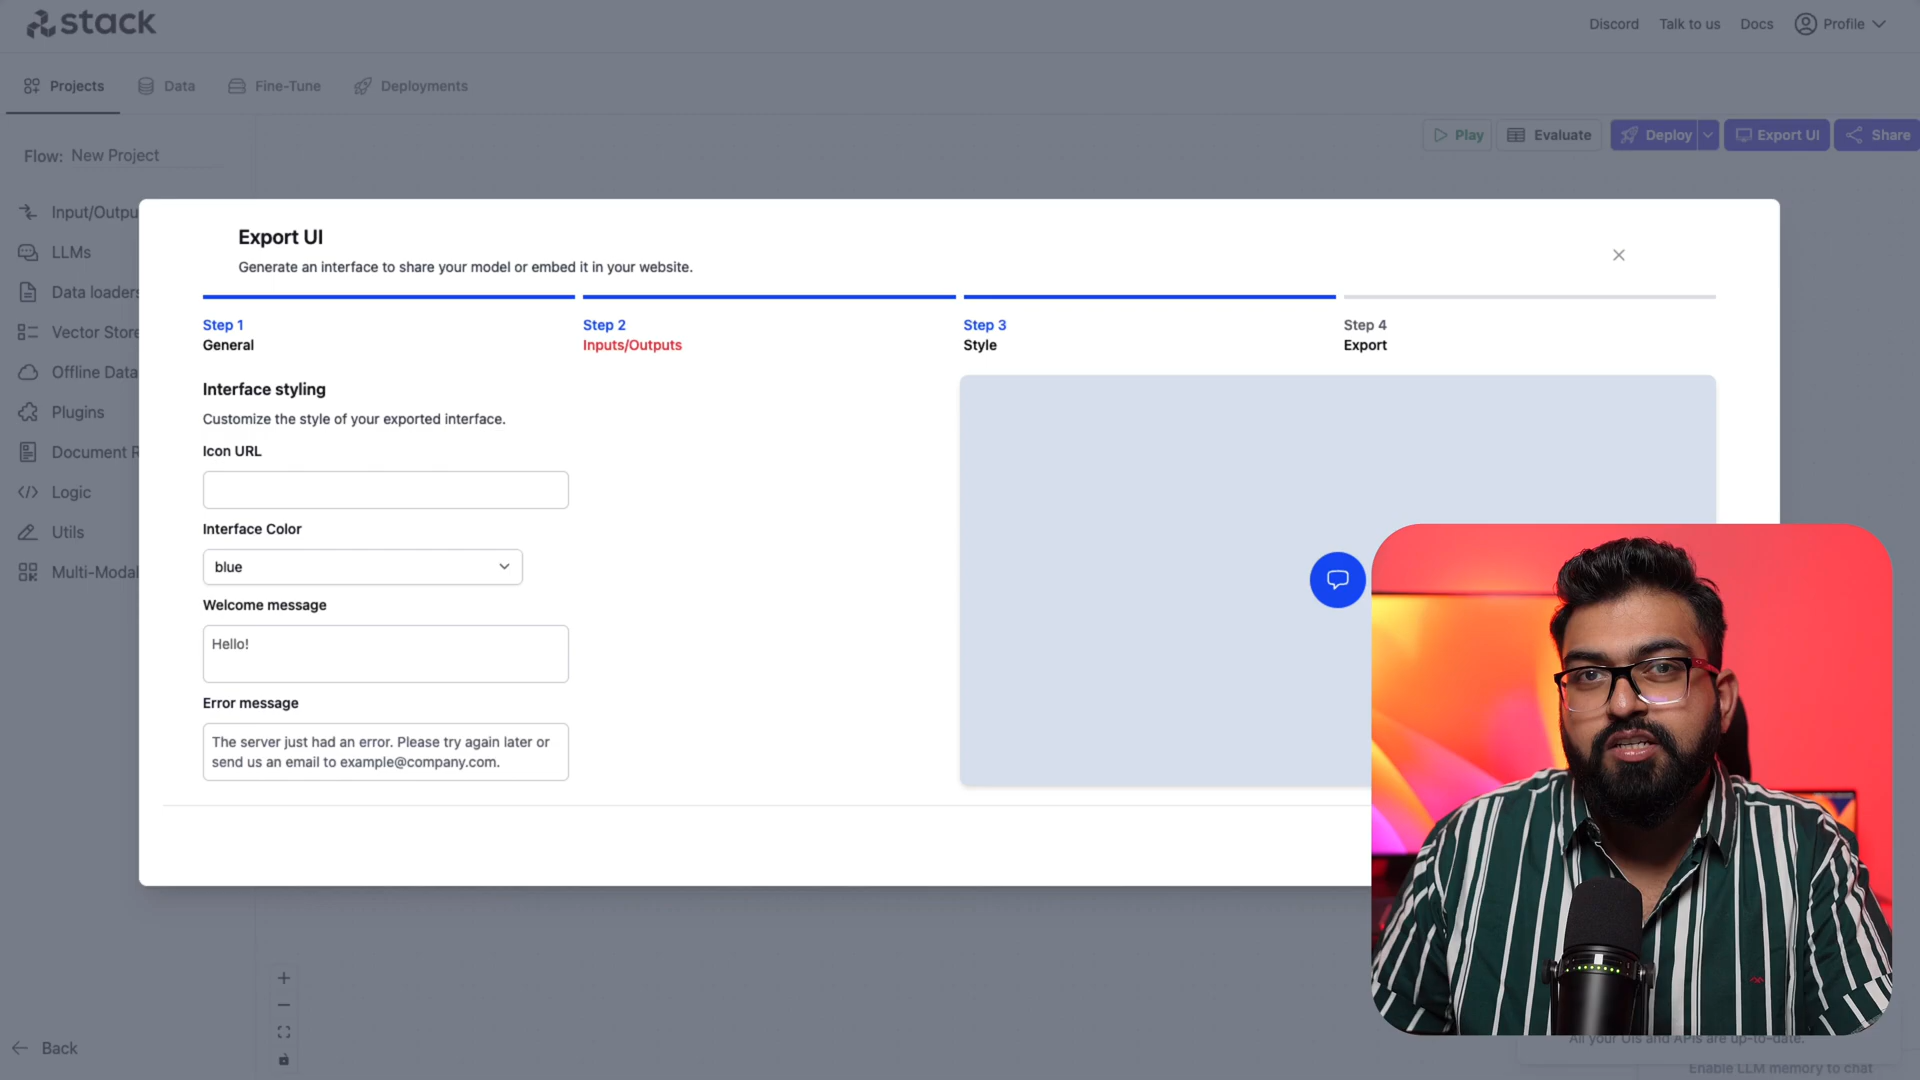 stack
Discord
Talk to us
Docs
Profile
Projects
Data
Fine-Tune
Deployments
Flow: New Project
Play
Evaluate
Deploy
Export UI
Share
Input/Outpu
LLMs
Data loaders
Vector Store
Offline Data
Plugins
Document R
Logic
Utils
Multi-Modal
Export UI
Generate an interface to share your model or embed it in your website.
Step 1
General
Step 2
Inputs/Outputs
Step 3
Style
Step 4
Export
Interface styling
Customize the style of your exported interface.
Icon URL
Interface Color
blue
Welcome message
Hello!
Error message
The server just had an error. Please try again later or
send us an email to example@company.com.
Back
All your UIs and APIs are up-to-date.
Enable LLM memory to chat